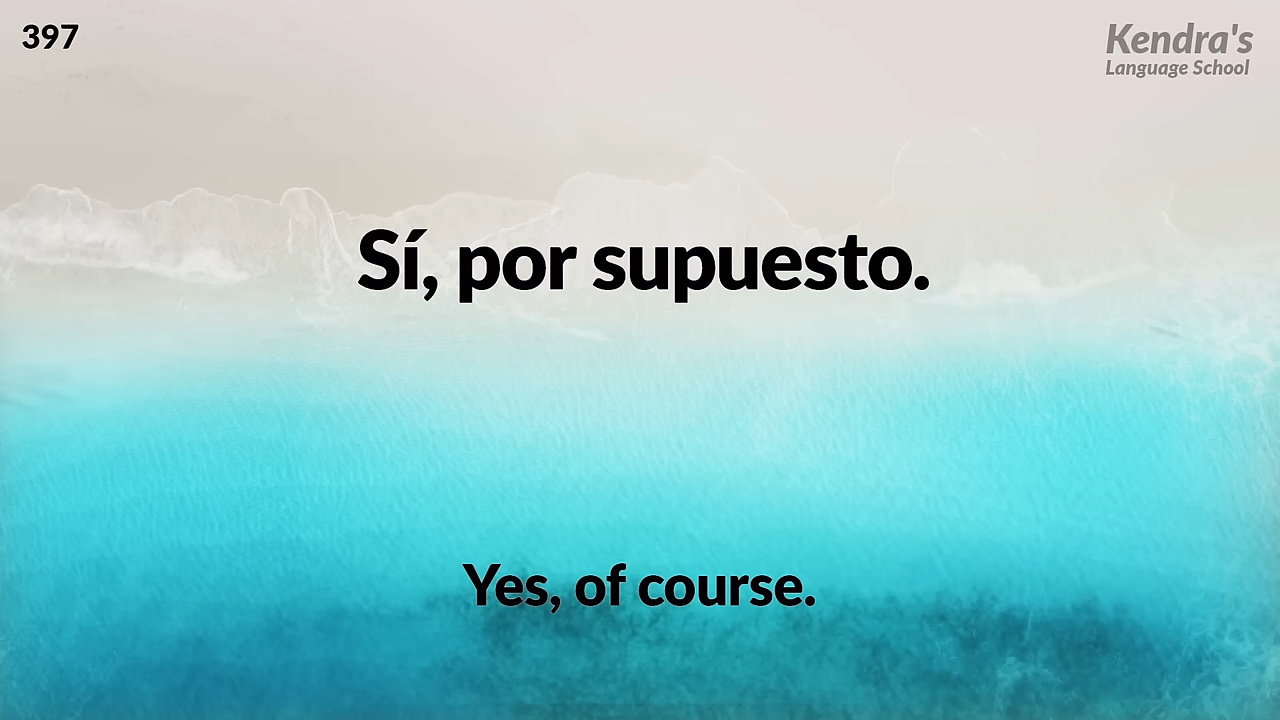 397
Kendra's
Language School
Sí, por supuesto.
Yes, of course.